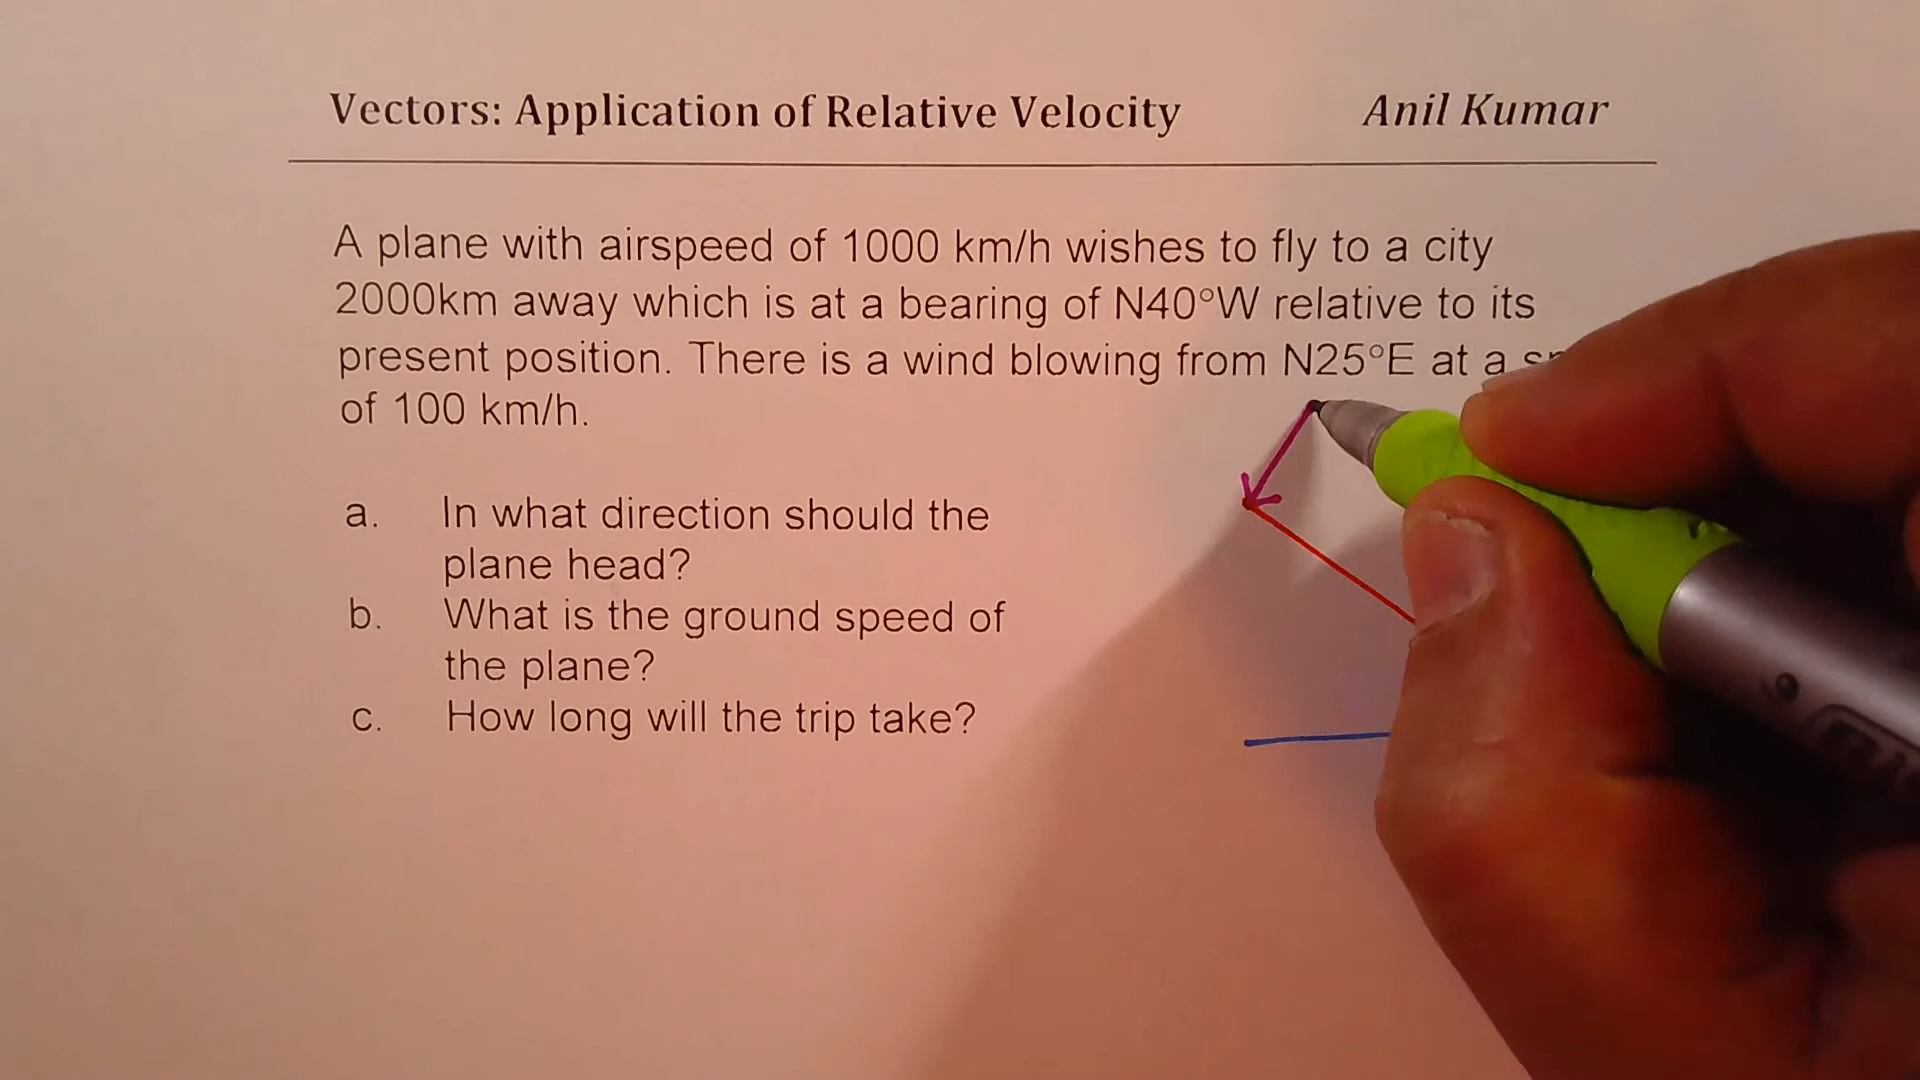 Vectors: Application of Relative Velocity Anil Kumar
A plane with airspeed of 1000 km/h wishes to fly to a city
2000km away which is at a bearing of N40°W relative to its
present position. There is a wind blowing from N25°E at a
of 100 km/h.
a. In what direction should the
plane head?
b. What is the ground speed of
the plane?
c. How long will the trip take?